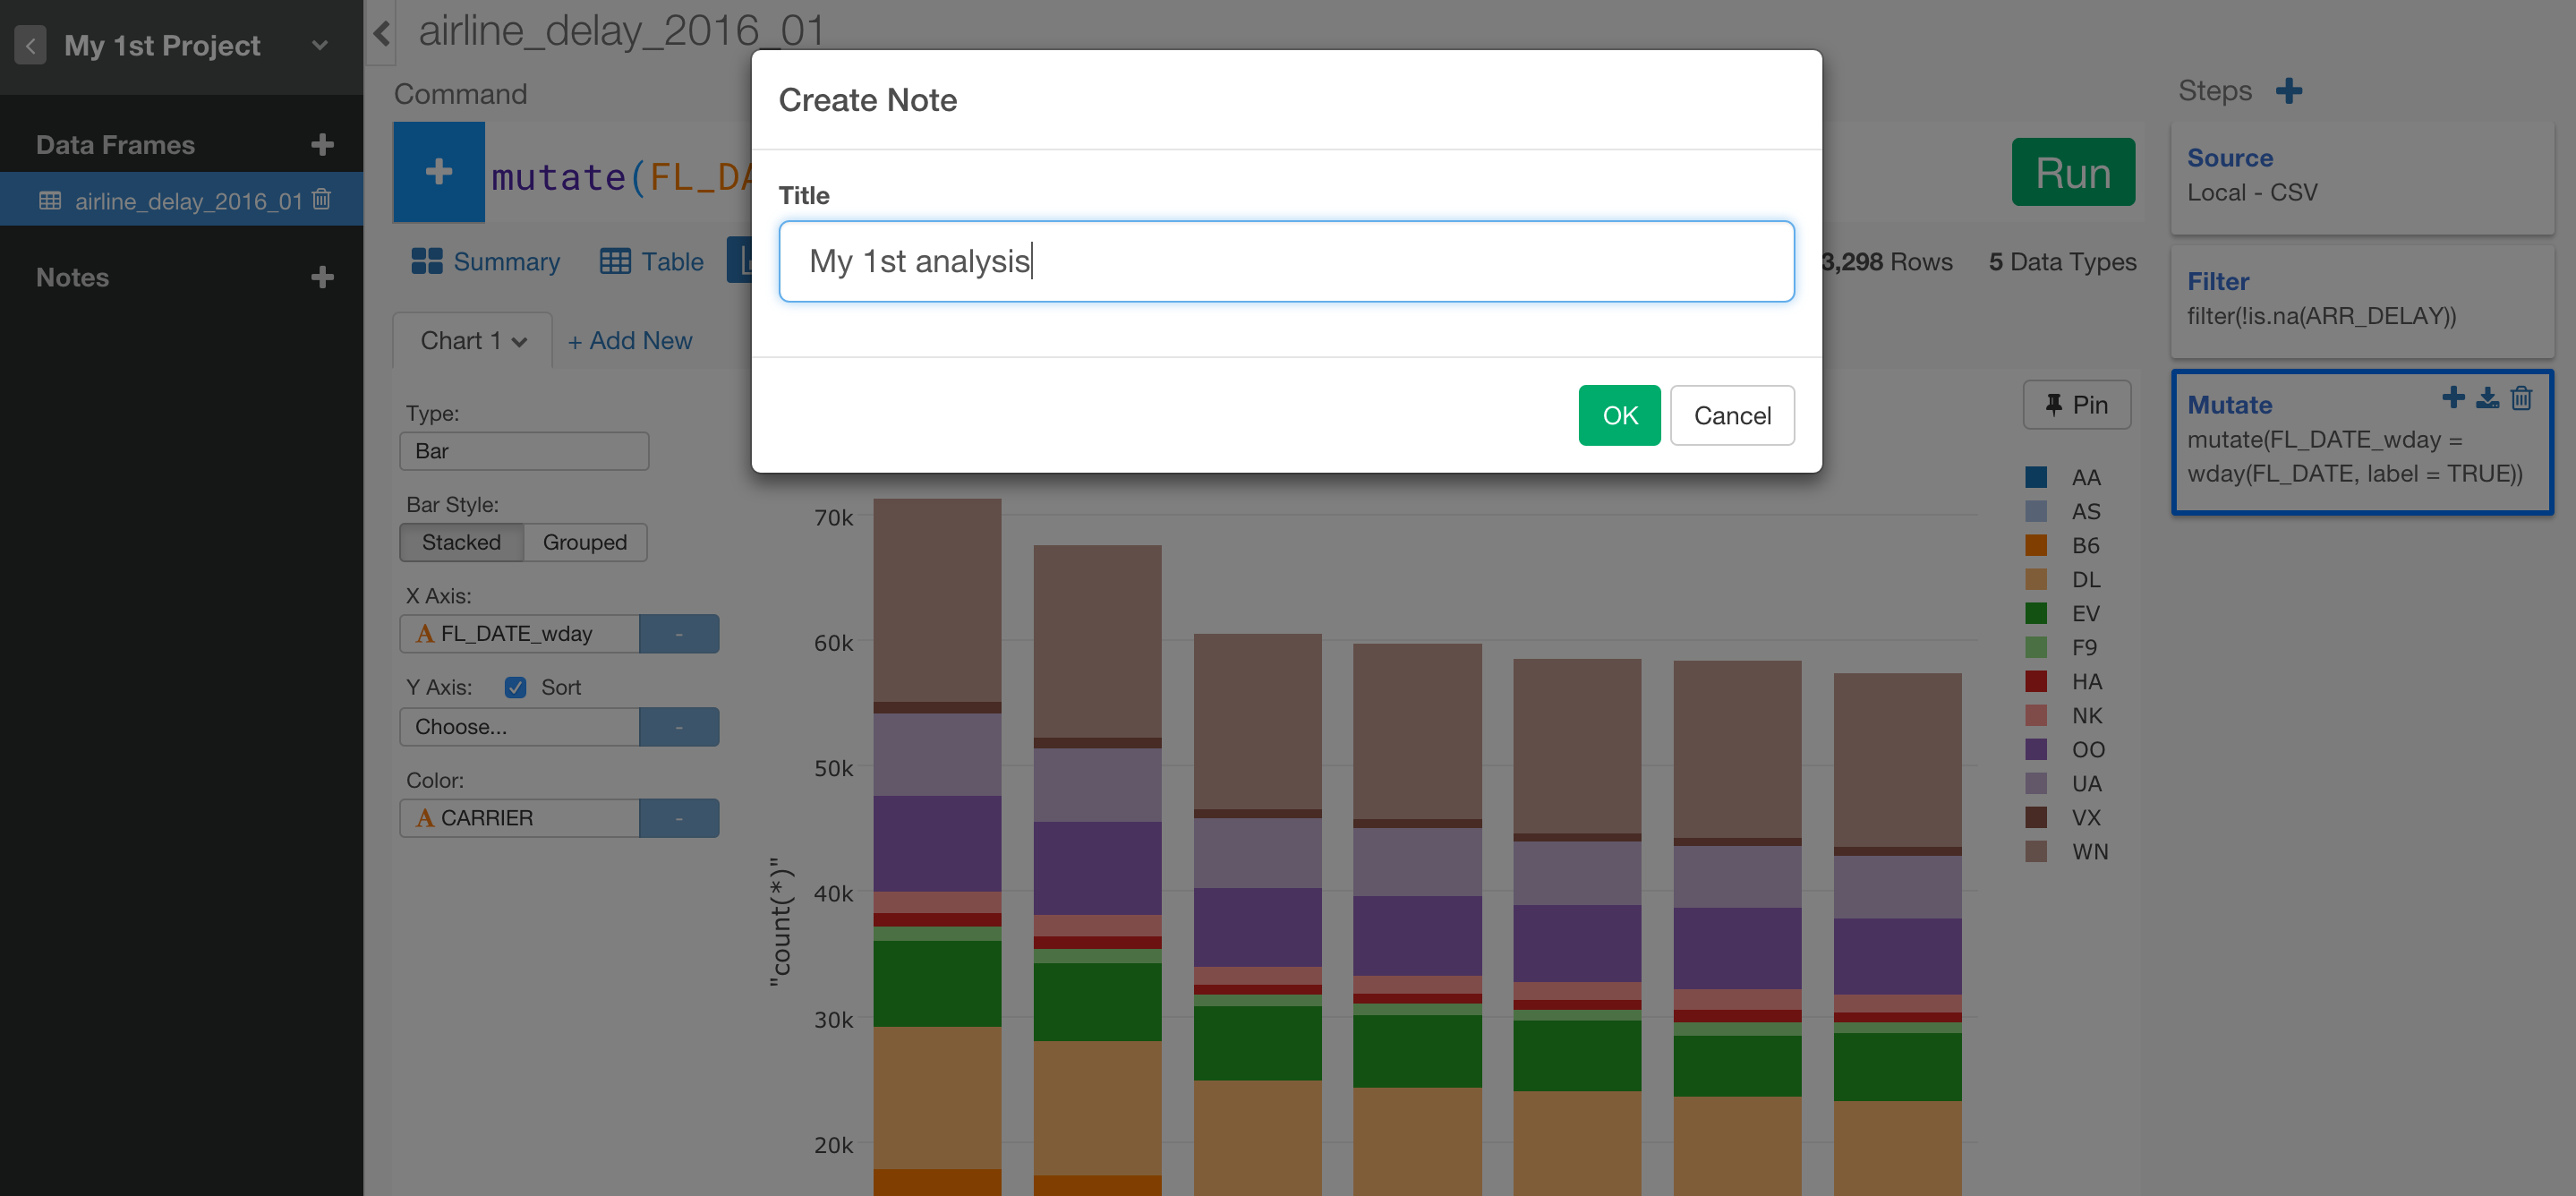 My 1st Project
Data Frames
airline_delay_2016_01
Notes
airline_delay_2016_01
Command
mutate(FL_DA
Run
Summary
Table
3,298 Rows
5 Data Types
Chart 1
+ Add New
Create Note
Title
My 1st analysis
OK
Cancel
Type:
Bar
Bar Style:
Stacked
Grouped
X Axis:
A FL_DATE_wday
-
Y Axis:
Sort
Choose...
-
Color:
A CARRIER
-
"count(*)"
70k
60k
50k
40k
30k
20k
Pin
AA
AS
B6
DL
EV
F9
HA
NK
OO
UA
VX
WN
Steps
Source
Local - CSV
Filter
filter(!is.na(ARR_DELAY))
Mutate
mutate(FL_DATE_wday =
wday(FL_DATE, label = TRUE))